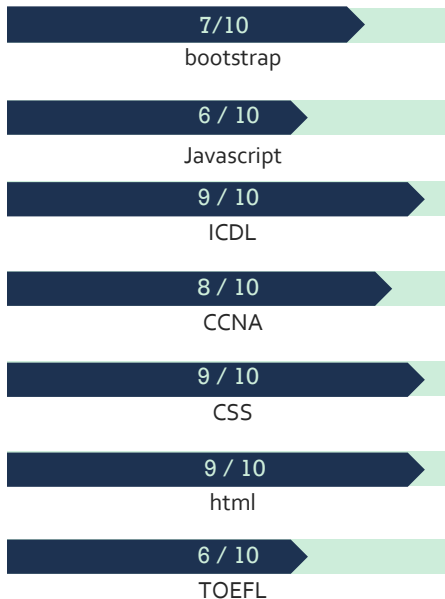 7/10
bootstrap
6 / 10
Javascript
9 / 10
ICDL
8 / 10
CCNA
9 / 10
CSS
9 / 10
html
6 / 10
TOEFL